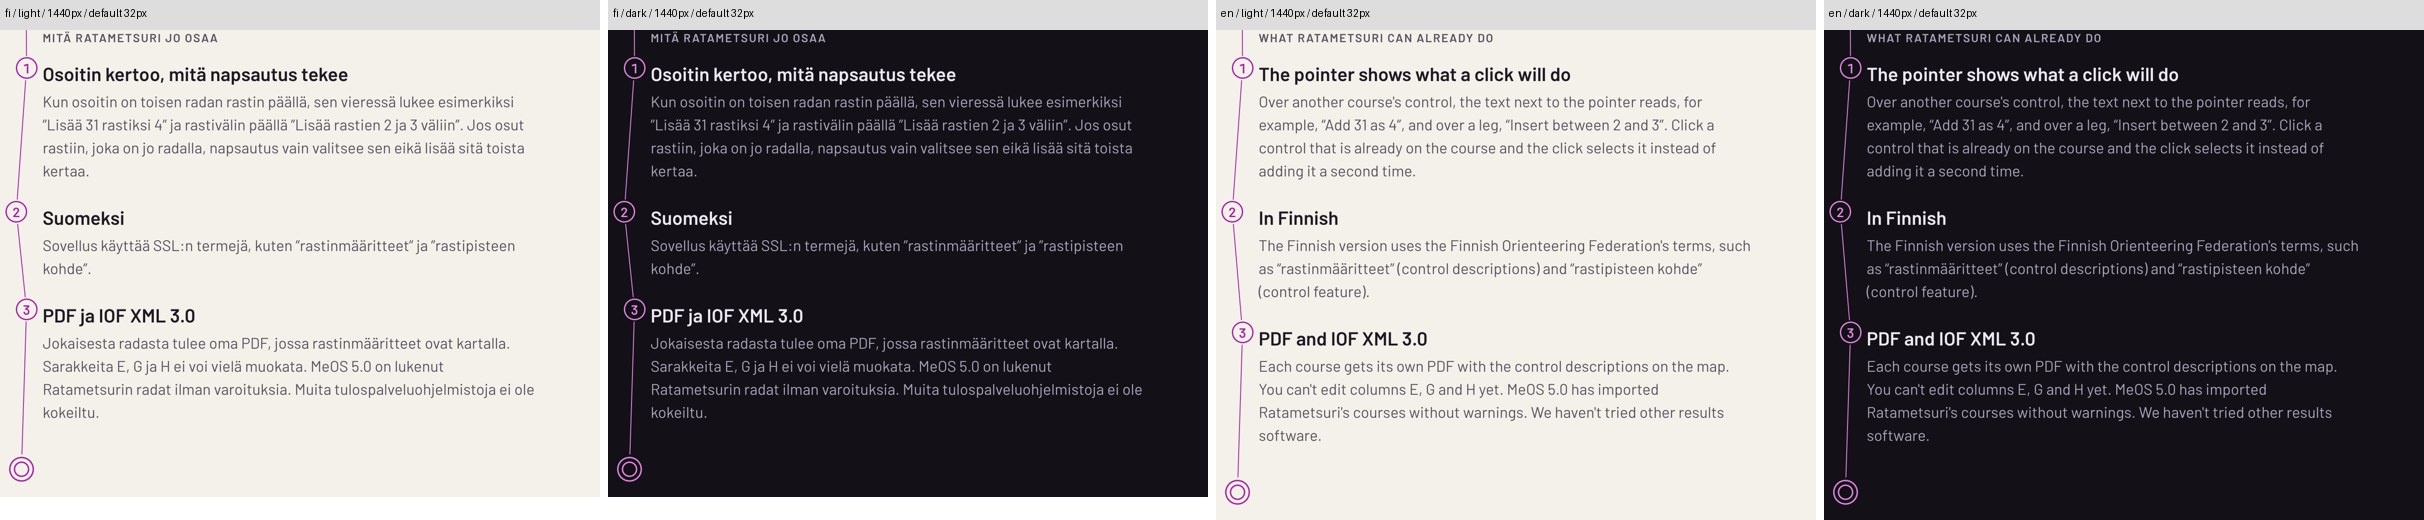 fi / light / 1440px / default 32px
MITÄ RATAMETSURI JO OSAA
1
Osoitin kertoo, mitä napsautus tekee
Kun osoitin on toisen radan rastin päällä, sen vieressä lukee esimerkiksi
”Lisää 31 rastiksi 4” ja rastivälin päällä ”Lisää rastien 2 ja 3 väliin”. Jos osut
rastiin, joka on jo radalla, napsautus vain valitsee sen eikä lisää sitä toista
kertaa.
2
Suomeksi
Sovellus käyttää SSL:n termejä, kuten ”rastinmääritteet” ja ”rastipisteen
kohde”.
3
PDF ja IOF XML 3.0
Jokaisesta radasta tulee oma PDF, jossa rastinmääritteet ovat kartalla.
Sarakkeita E, G ja H ei voi vielä muokata. MeOS 5.0 on lukenut
Ratametsurin radat ilman varoituksia. Muita tulospalveluohjelmistoja ei ole
kokeiltu.
fi / dark / 1440px / default 32px
MITÄ RATAMETSURI JO OSAA
1
Osoitin kertoo, mitä napsautus tekee
Kun osoitin on toisen radan rastin päällä, sen vieressä lukee esimerkiksi
”Lisää 31 rastiksi 4” ja rastivälin päällä ”Lisää rastien 2 ja 3 väliin”. Jos osut
rastiin, joka on jo radalla, napsautus vain valitsee sen eikä lisää sitä toista
kertaa.
2
Suomeksi
Sovellus käyttää SSL:n termejä, kuten ”rastinmääritteet” ja ”rastipisteen
kohde”.
3
PDF ja IOF XML 3.0
Jokaisesta radasta tulee oma PDF, jossa rastinmääritteet ovat kartalla.
Sarakkeita E, G ja H ei voi vielä muokata. MeOS 5.0 on lukenut
Ratametsurin radat ilman varoituksia. Muita tulospalveluohjelmistoja ei ole
kokeiltu.
en / light / 1440px / default 32px
WHAT RATAMETSURI CAN ALREADY DO
1
The pointer shows what a click will do
Over another course's control, the text next to the pointer reads, for
example, “Add 31 as 4”, and over a leg, “Insert between 2 and 3”. Click a
control that is already on the course and the click selects it instead of
adding it a second time.
2
In Finnish
The Finnish version uses the Finnish Orienteering Federation's terms, such
as “rastinmääritteet” (control descriptions) and “rastipisteen kohde”
(control feature).
3
PDF and IOF XML 3.0
Each course gets its own PDF with the control descriptions on the map.
You can't edit columns E, G and H yet. MeOS 5.0 has imported
Ratametsuri's courses without warnings. We haven't tried other results
software.
en / dark / 1440px / default 32px
WHAT RATAMETSURI CAN ALREADY DO
1
The pointer shows what a click will do
Over another course's control, the text next to the pointer reads, for
example, “Add 31 as 4”, and over a leg, “Insert between 2 and 3”. Click a
control that is already on the course and the click selects it instead of
adding it a second time.
2
In Finnish
The Finnish version uses the Finnish Orienteering Federation's terms, such
as “rastinmääritteet” (control descriptions) and “rastipisteen kohde”
(control feature).
3
PDF and IOF XML 3.0
Each course gets its own PDF with the control descriptions on the map.
You can't edit columns E, G and H yet. MeOS 5.0 has imported
Ratametsuri's courses without warnings. We haven't tried other results
software.